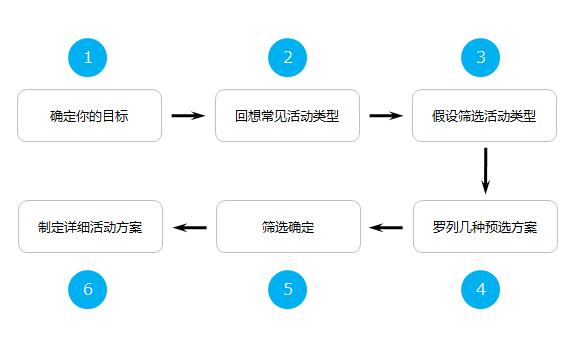 1
2
3
确定你的目标
回想常见活动类型
假设筛选活动类型
制定详细活动方案
筛选确定
罗列几种预选方案
6
5
4